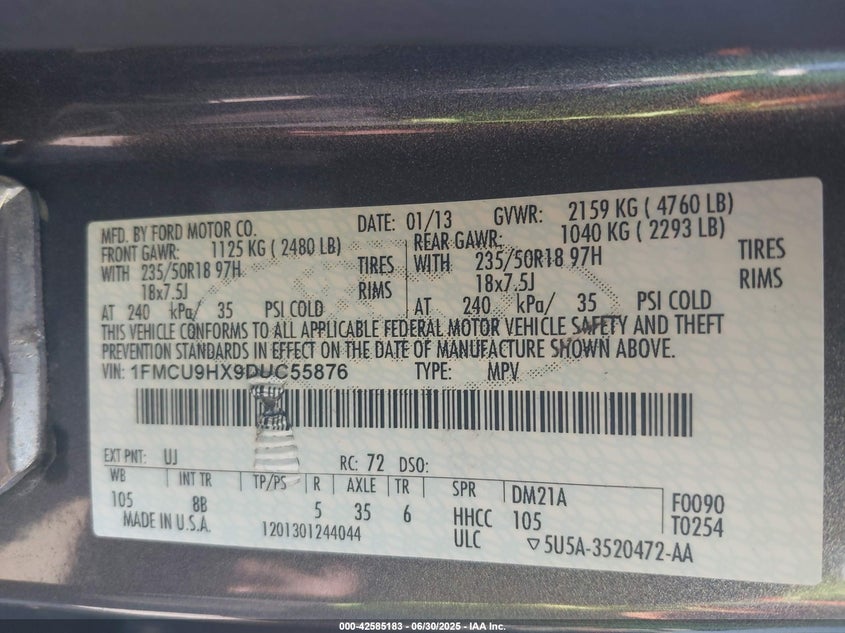 MFD. BY FORD MOTOR CO. DATE: 01/13 GVWR: 2159 KG ( 4760 LB)
FRONT GAWR: 1125 KG ( 2480 LB) REAR GAWR: 1040 KG ( 2293 LB)
WITH 235/50R18 97H TIRES WITH 235/50R18 97H TIRES
18x7.5J RIMS 18x7.5J RIMS
AT 240 kPa/ 35 PSI COLD AT 240 kPa/ 35 PSI COLD
THIS VEHICLE CONFORMS TO ALL APPLICABLE FEDERAL MOTOR VEHICLE SAFETY AND THEFT
PREVENTION STANDARDS IN EFFECT ON THE DATE OF MANUFACTURE SHOWN ABOVE.
VIN: 1FMCU9HX9DUC55876 TYPE: MPV
EXT PNT: UJ RC: 72 DSO:
WB INT TR TP/PS R AXLE TR SPR DM21A F0090
105 8B 5 35 6 HHCC 105 T0254
MADE IN U.S.A. 1201301244044 ULC ▽5U5A-3520472-AA
000-42585183 - 06/30/2025 - IAA Inc.